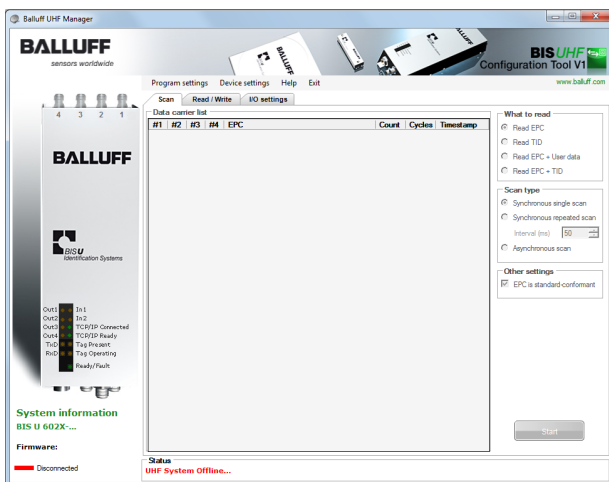 Balluff UHF Manager
BALLUFF
sensors worldwide
BALLUFF
BIS UHF
Configuration Tool V1
Program settings Device settings Help Exit
www.balluff.com
Scan Read / Write I/O settings
4 3 2 1
BALLUFF
BIS U
Identification Systems
Out1 In1
Out2 In2
Out3 TCP/IP Connected
Out4 TCP/IP Ready
TxD Tag Present
RxD Tag Operating
Ready/Fault
System information
BIS U 602X-...
Firmware:
Disconnected
Data carrier list
#1 #2 #3 #4 EPC Count Cycles Timestamp
What to read
Read EPC
Read TID
Read EPC + User data
Read EPC + TID
Scan type
Synchronous single scan
Synchronous repeated scan
Interval (ms) 50
Asynchronous scan
Other settings
EPC is standard-conformant
Start
Status
UHF System Offline...